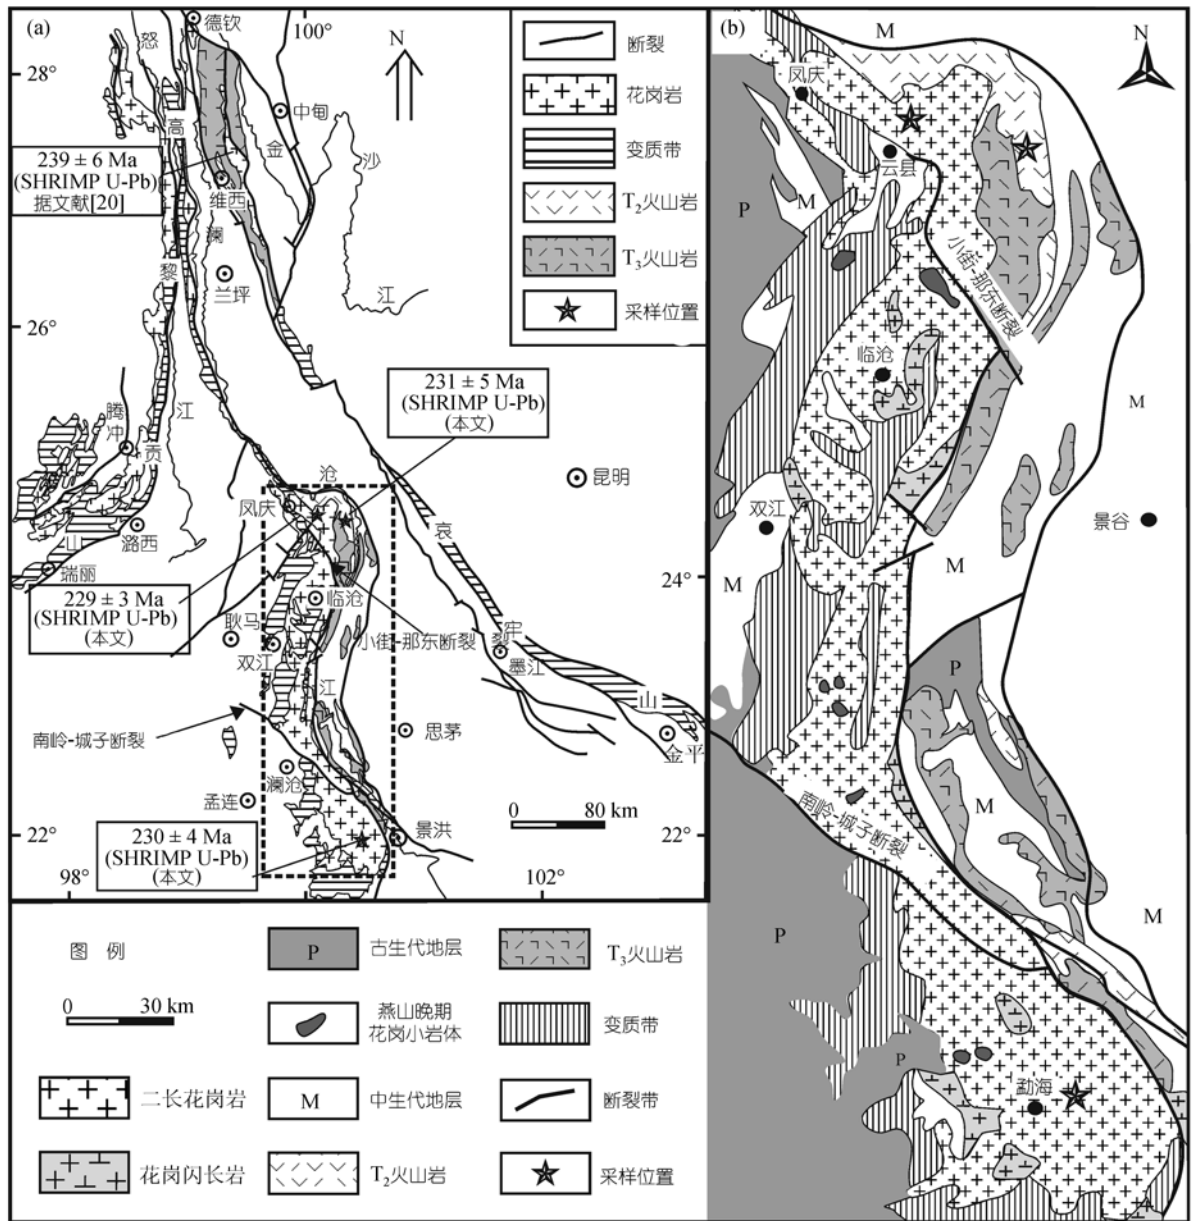 (a)
德钦
100°
N
怒
28°
中甸
高
金
沙
239 ± 6 Ma
(SHRIMP U-Pb)
据文献[20]
维西
澜
黎
兰坪
江
26°
231 ± 5 Ma
(SHRIMP U-Pb)
(本文)
腾冲
江
贡
沧
昆明
凤庆
哀
山
潞西
瑞丽
24°
229 ± 3 Ma
(SHRIMP U-Pb)
(本文)
临沧
耿马
小街-那东断裂
牢
双江
墨江
江
山
南岭-城子断裂
思茅
金平
澜沧
孟连
0 80 km
230 ± 4 Ma
(SHRIMP U-Pb)
(本文)
景洪
22°
22°
98°
102°
断裂
花岗岩
变质带
T2火山岩
T3火山岩
采样位置
(b)
M
N
凤庆
云县
P
M
小街-那东断裂
临沧
M
双江
景谷
M
M
P
M
南岭-城子断裂
M
P
P
勐海
图 例
0 30 km
二长花岗岩
花岗闪长岩
P
古生代地层
燕山晚期
花岗小岩体
M
中生代地层
T2火山岩
T3火山岩
变质带
断裂带
采样位置